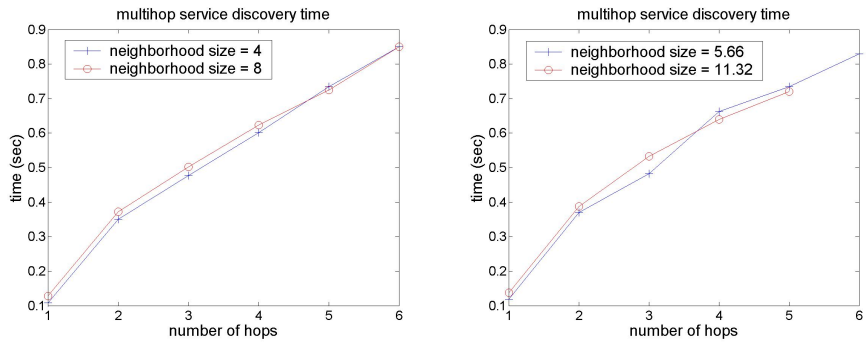 multihop service discovery time
0.9
0.8
0.7
0.6
0.5
0.4
0.3
0.2
0.1
time (sec)
neighborhood size = 4
neighborhood size = 8
1 2 3 4 5 6
number of hops
multihop service discovery time
0.9
0.8
0.7
0.6
0.5
0.4
0.3
0.2
0.1
time (sec)
neighborhood size = 5.66
neighborhood size = 11.32
1 2 3 4 5 6
number of hops